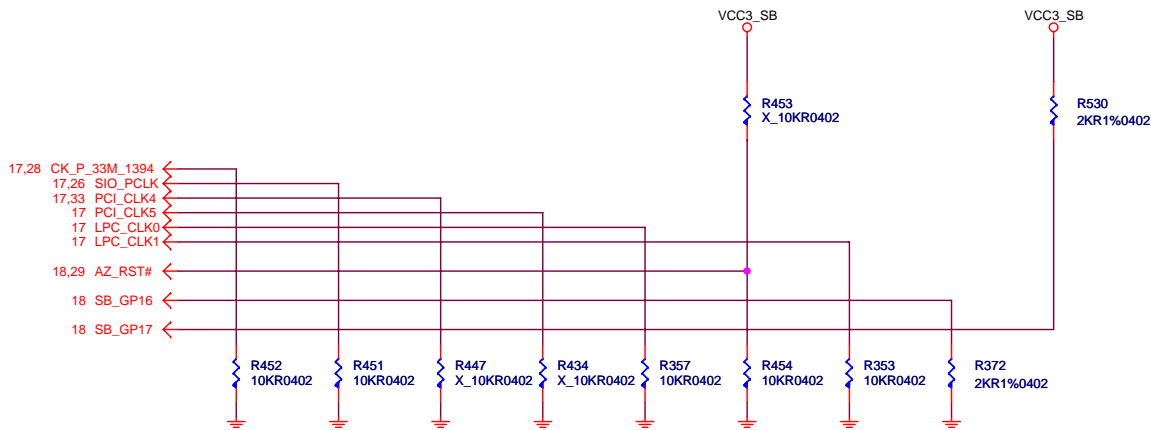 VCC3_SB
VCC3_SB
R453
X_10KR0402
R530
2KR1%0402
17,28 CK_P_33M_1394
17,26 SIO_PCLK
17,33 PCI_CLK4
17 PCI_CLK5
17 LPC_CLK0
17 LPC_CLK1
18,29 AZ_RST#
18 SB_GP16
18 SB_GP17
R452
10KR0402
R451
10KR0402
R447
X_10KR0402
R434
X_10KR0402
R357
10KR0402
R454
10KR0402
R353
10KR0402
R372
2KR1%0402